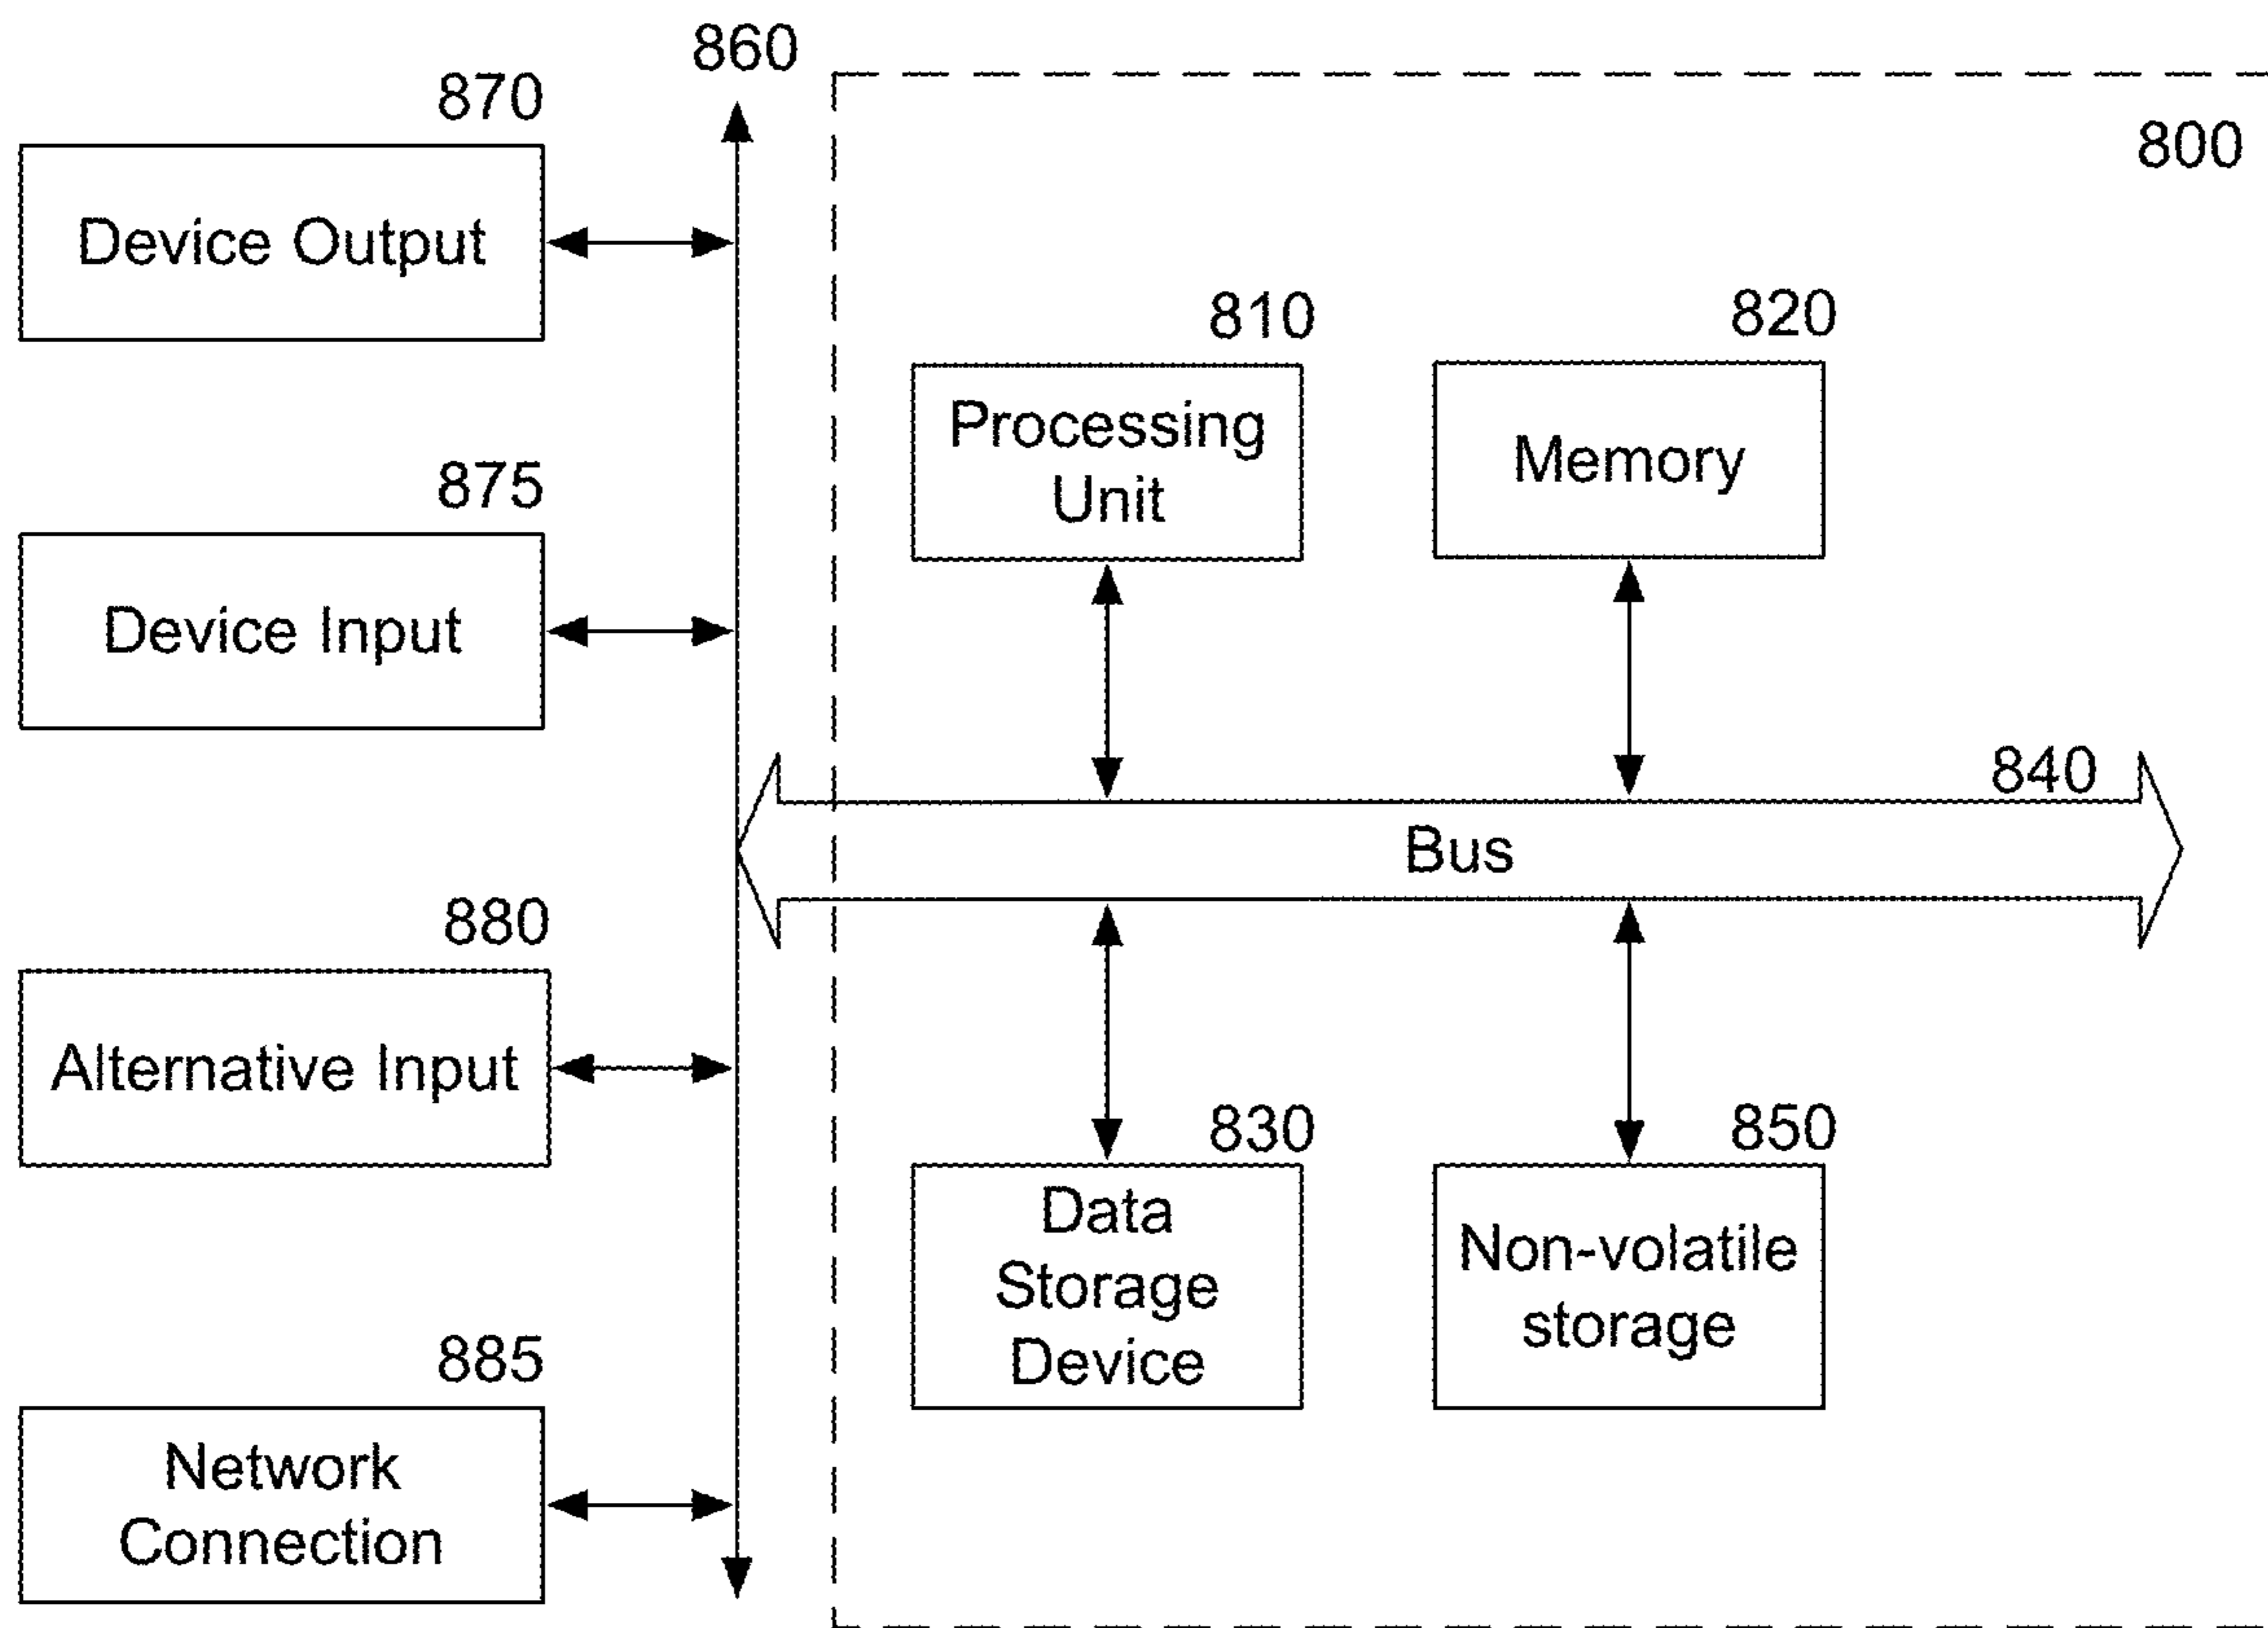 860
870
Device Output
800
810
Processing
Unit
820
Memory
875
Device Input
840
Bus
880
Alternative Input
830
Data
Storage
Device
850
Non-volatile
storage
885
Network
Connection